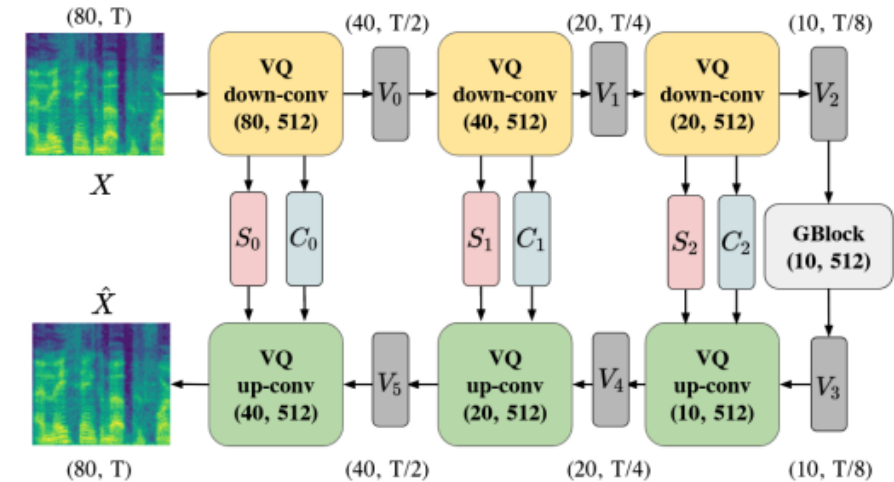 (80, T)
(40, T/2)
(20, T/4)
(10, T/8)
VQ
down-conv
(80, 512)
V₀
VQ
down-conv
(40, 512)
V₁
VQ
down-conv
(20, 512)
V₂
X
S₀
C₀
S₁
C₁
S₂
C₂
GBlock
(10, 512)
X̂
VQ
up-conv
(40, 512)
V₅
VQ
up-conv
(20, 512)
V₄
VQ
up-conv
(10, 512)
V₃
(80, T)
(40, T/2)
(20, T/4)
(10, T/8)